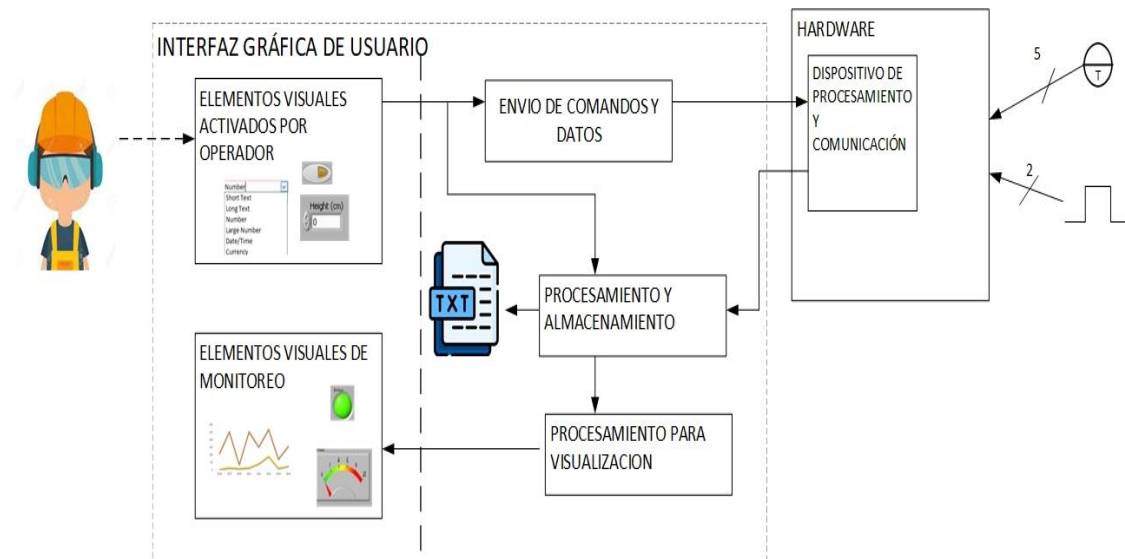 INTERFAZ GRÁFICA DE USUARIO
ELEMENTOS VISUALES
ACTIVADOS POR
OPERADOR
Number
Short Text
Long Text
Number
Large Number
Date/Time
Currency
Height (cm)
0
ENVIO DE COMANDOS Y
DATOS
HARDWARE
DISPOSITIVO DE
PROCESAMIENTO
Y
COMUNICACIÓN
5
T
2
TXT
PROCESAMIENTO Y
ALMACENAMIENTO
ELEMENTOS VISUALES DE
MONITOREO
PROCESAMIENTO PARA
VISUALIZACION